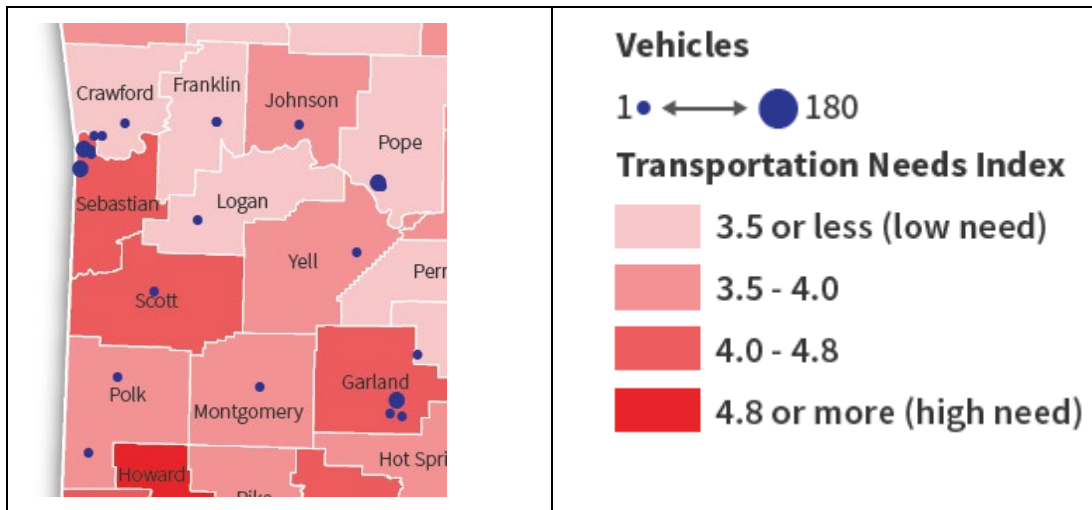 Crawford
Franklin
Johnson
Pope
Sebastian
Logan
Yell
Perr
Scott
Polk
Montgomery
Garland
Howard
Pike
Hot Spri
Vehicles
1 180
Transportation Needs Index
3.5 or less (low need)
3.5 - 4.0
4.0 - 4.8
4.8 or more (high need)